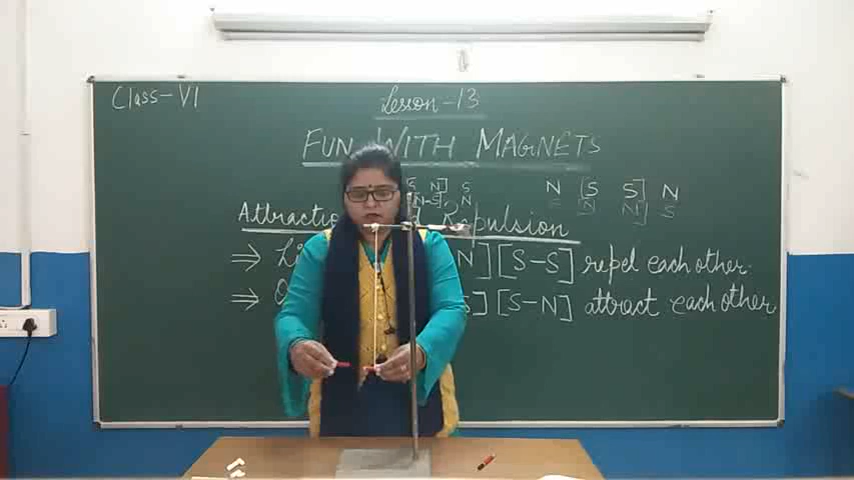 Class-VI
Lesson-13
FUN WITH MAGNETS
S N] S N [S S] N
[N-S] N S N] S
Repulsion
⇒ N] [S-S] repel each other.
⇒ S] [S-N] attract each other